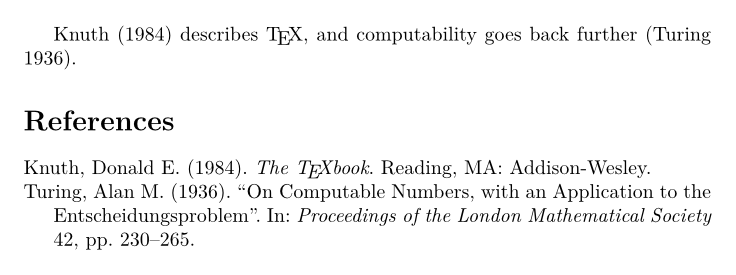 Knuth (1984) describes TEX, and computability goes back further (Turing
1936).
References
Knuth, Donald E. (1984). The TEXbook. Reading, MA: Addison-Wesley.
Turing, Alan M. (1936). “On Computable Numbers, with an Application to the
Entscheidungsproblem”. In: Proceedings of the London Mathematical Society
42, pp. 230–265.